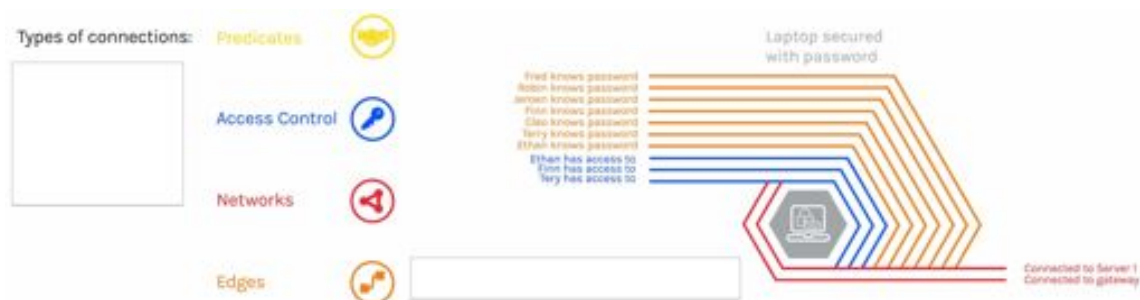 Types of connections:
Predicates
Access Control
Networks
Edges
Laptop secured
with password
Fred knows password
Robin knows password
Jeroen knows password
Finn knows password
Cleo knows password
Terry knows password
Ethan knows password
Ethan has access to
Finn has access to
Tery has access to
Connected to Server 1
Connected to gateway